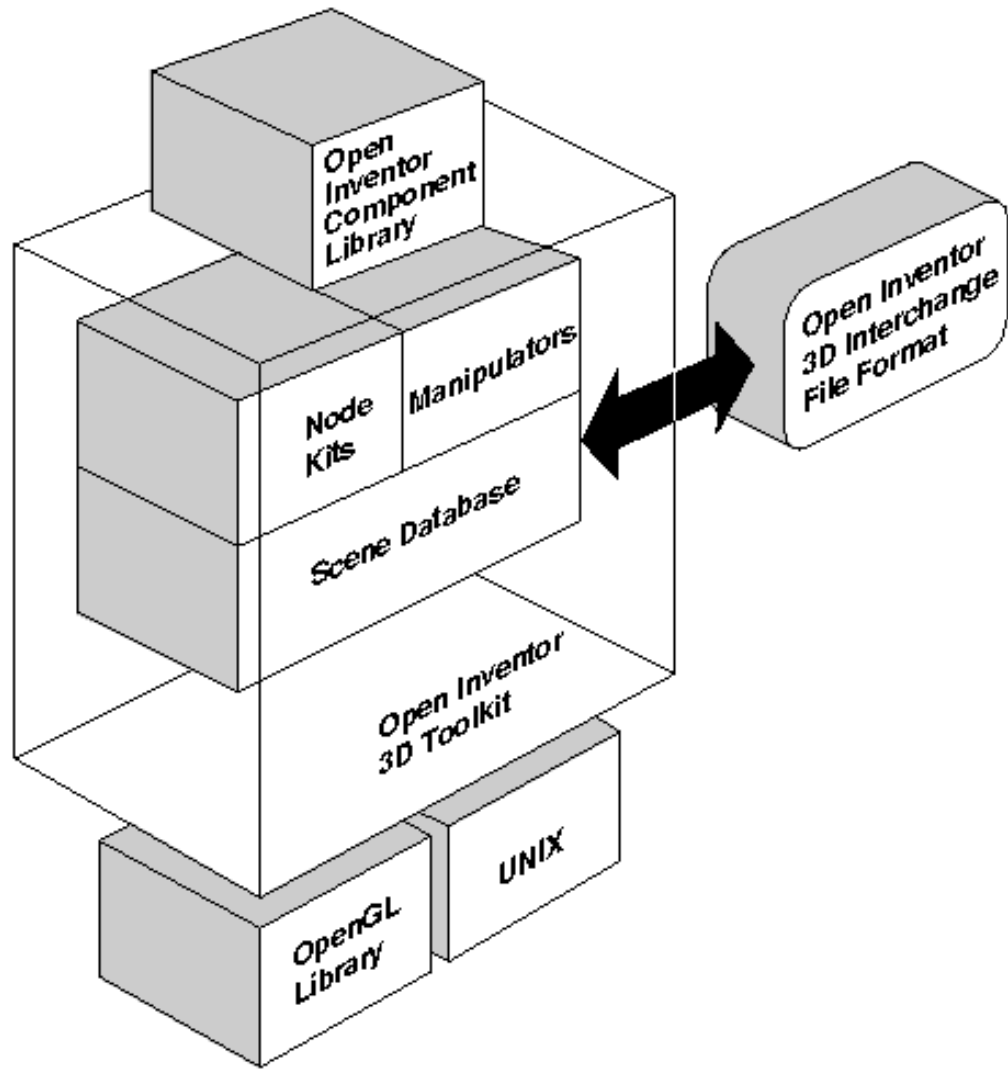 Open
Inventor
Component
Library
Open Inventor
3D Interchange
File Format
Manipulators
Node
Kits
Scene Database
Open Inventor
3D Toolkit
UNIX
OpenGL
Library